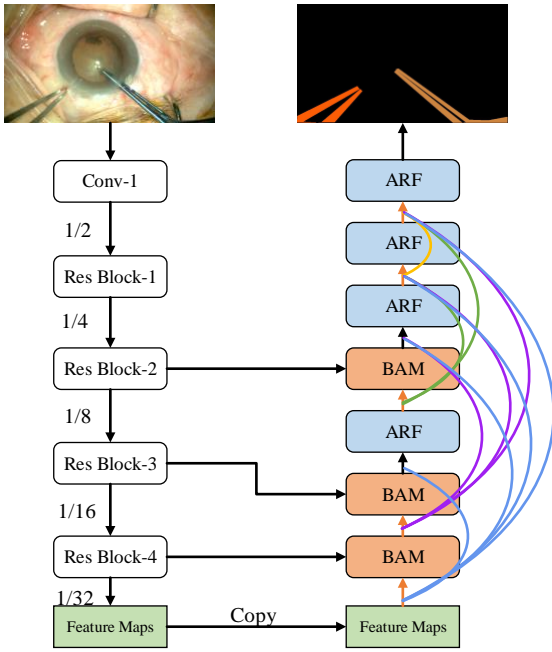 Conv-1
1/2
Res Block-1
1/4
Res Block-2
1/8
Res Block-3
1/16
Res Block-4
1/32
Feature Maps
Copy
ARF
ARF
ARF
BAM
ARF
BAM
BAM
Feature Maps